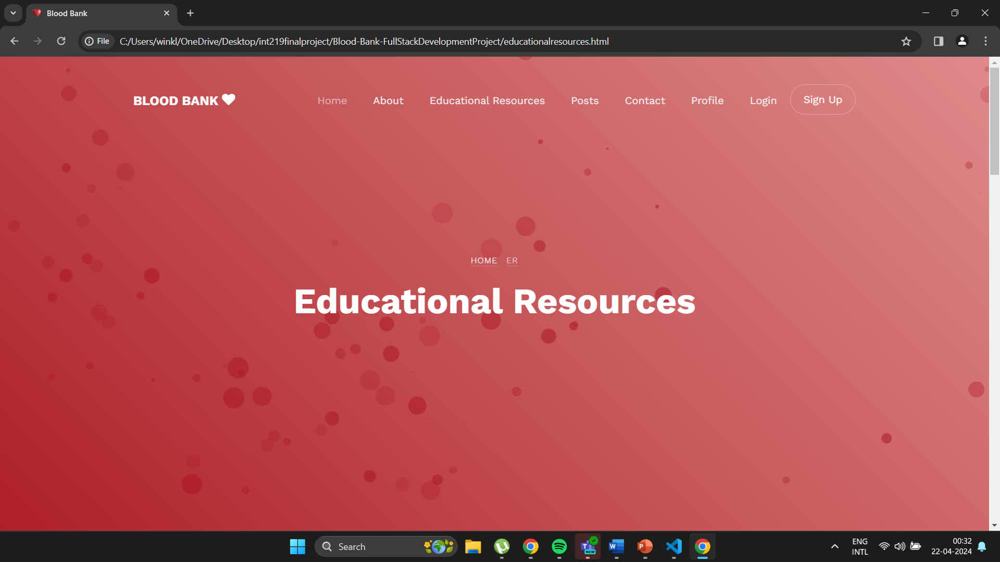 Blood Bank
File
C:/Users/winkl/OneDrive/Desktop/int219finalproject/Blood-Bank-FullStackDevelopmentProject/educationalresources.html
BLOOD BANK
Home About Educational Resources Posts Contact Profile Login Sign Up
HOME ER
Educational Resources
Search
NEW
ENG
INTL
00:32
22-04-2024